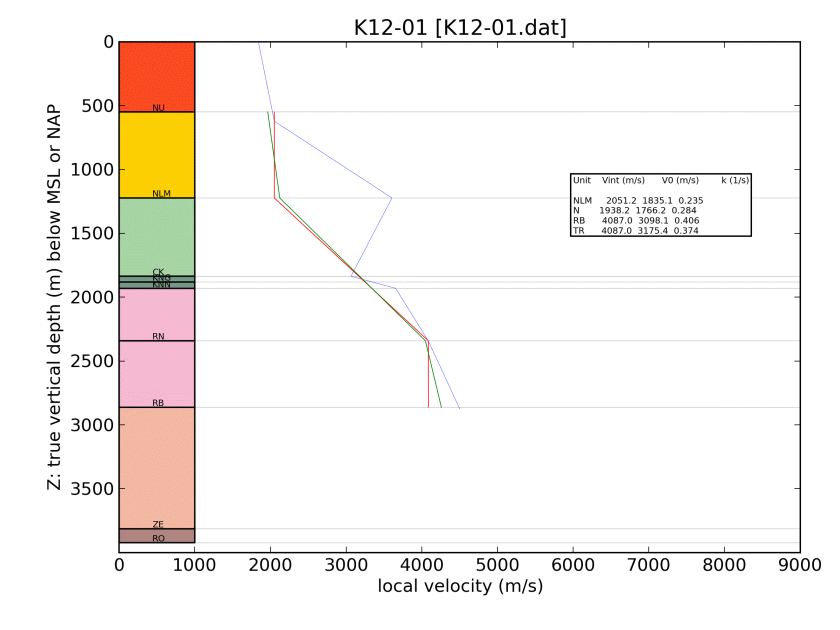 K12-01 [K12-01.dat]
0
500
1000
1500
2000
2500
3000
3500
Z: true vertical depth (m) below MSL or NAP
NU
NLM
CK
KNG
KNN
RN
RB
ZE
RO
Unit Vint (m/s) V0 (m/s) k (1/s)
NLM 2051.2 1835.1 0.235
N 1938.2 1766.2 0.284
RB 4087.0 3098.1 0.406
TR 4087.0 3175.4 0.374
0 1000 2000 3000 4000 5000 6000 7000 8000 9000
local velocity (m/s)